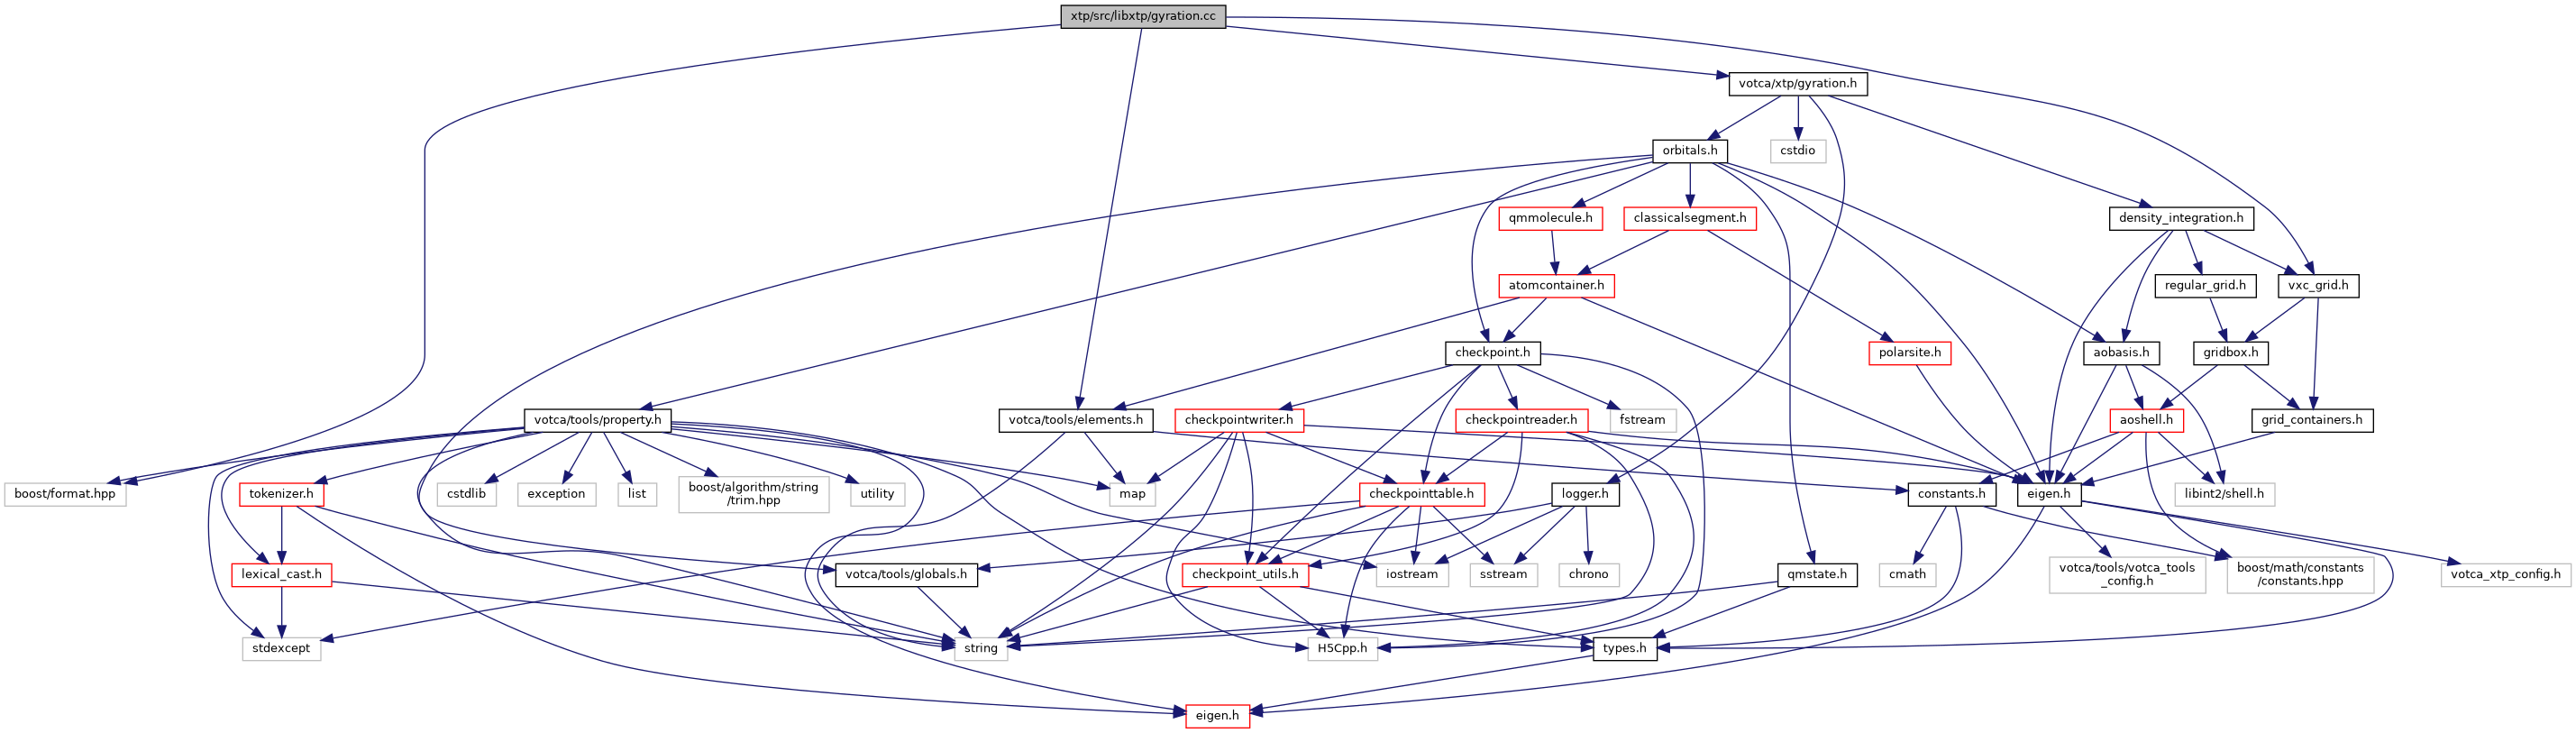 xtp/src/libxtp/gyration.cc
votca/xtp/gyration.h
orbitals.h
cstdio
qmmolecule.h
classicalsegment.h
density_integration.h
atomcontainer.h
regular_grid.h
vxc_grid.h
checkpoint.h
polarsite.h
aobasis.h
gridbox.h
votca/tools/property.h
votca/tools/elements.h
checkpointwriter.h
checkpointreader.h
fstream
aoshell.h
grid_containers.h
boost/format.hpp
tokenizer.h
cstdlib
exception
list
boost/algorithm/string
/trim.hpp
utility
map
checkpointtable.h
logger.h
constants.h
eigen.h
libint2/shell.h
lexical_cast.h
votca/tools/globals.h
checkpoint_utils.h
iostream
sstream
chrono
qmstate.h
cmath
votca/tools/votca_tools
_config.h
boost/math/constants
/constants.hpp
votca_xtp_config.h
stdexcept
string
H5Cpp.h
types.h
eigen.h